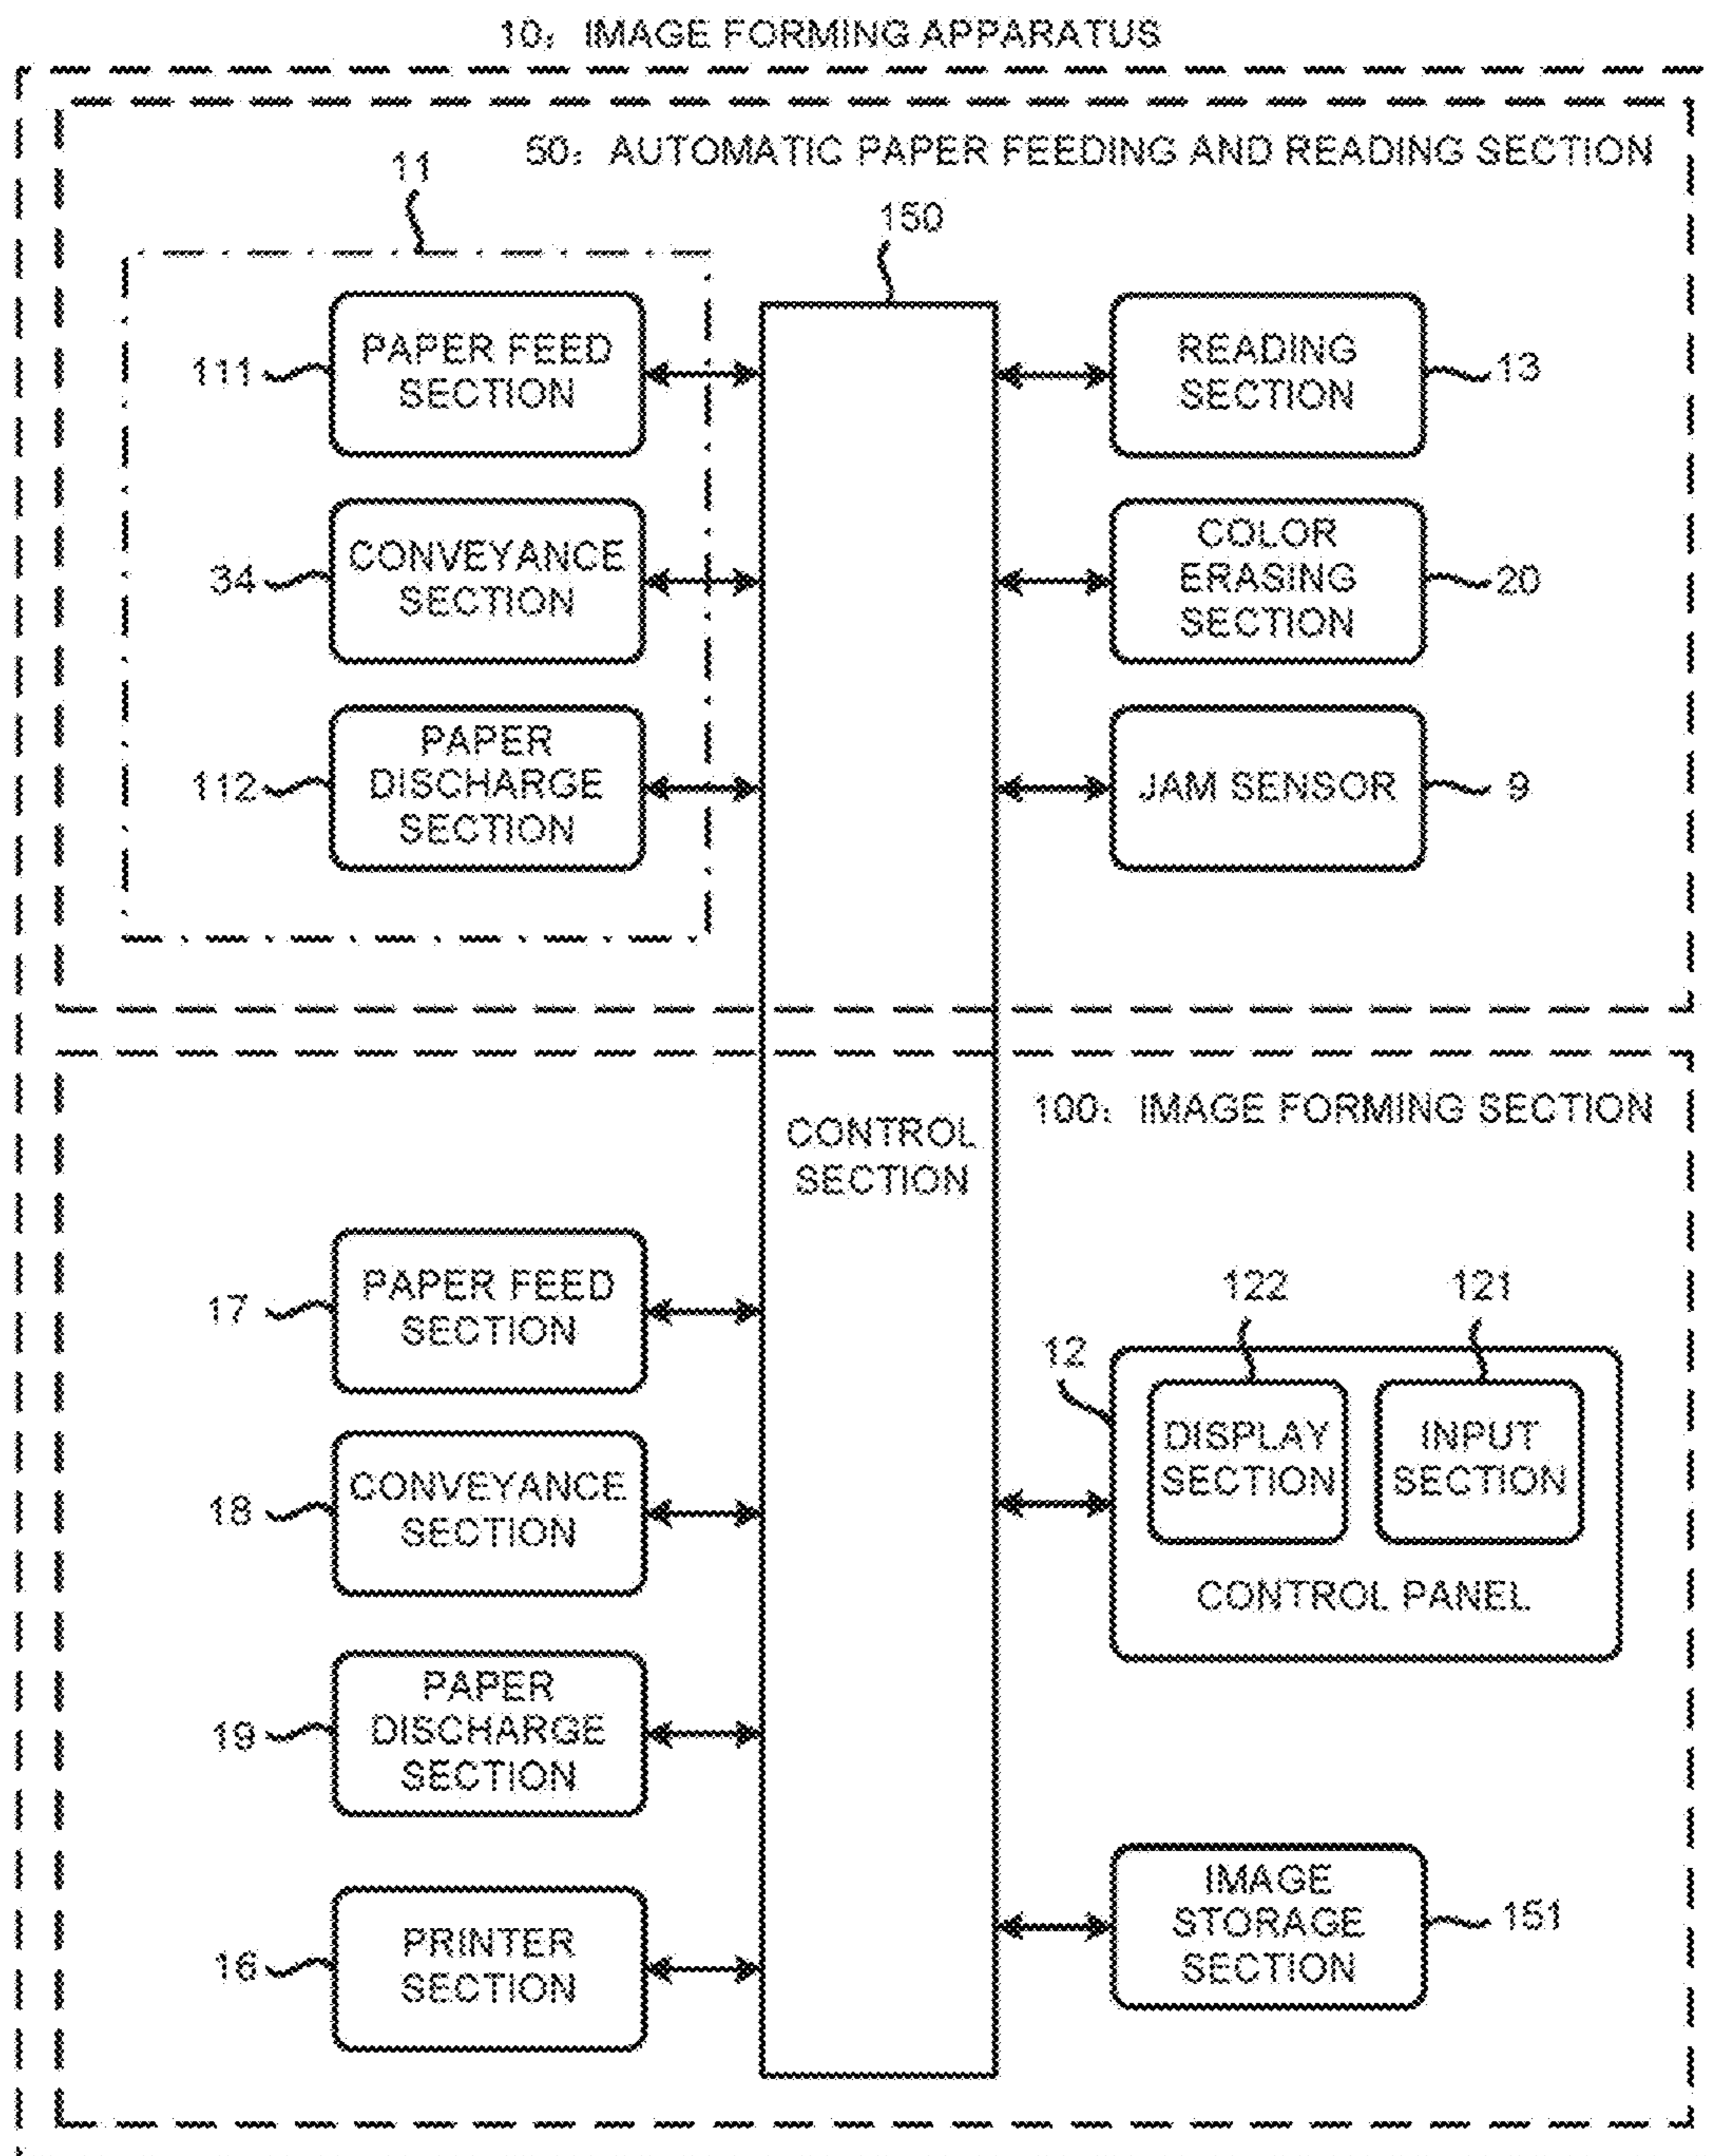 10: IMAGE FORMING APPARATUS
50: AUTOMATIC PAPER FEEDING AND READING SECTION
11
150
PAPER FEED
SECTION
111
READING
SECTION
13
CONVEYANCE
SECTION
34
COLOR
ERASING
SECTION
20
PAPER
DISCHARGE
SECTION
112
JAM SENSOR
9
100: IMAGE FORMING SECTION
CONTROL
SECTION
PAPER FEED
SECTION
17
122
121
12
DISPLAY
SECTION
INPUT
SECTION
CONTROL PANEL
CONVEYANCE
SECTION
18
PAPER
DISCHARGE
SECTION
19
IMAGE
STORAGE
SECTION
151
PRINTER
SECTION
16